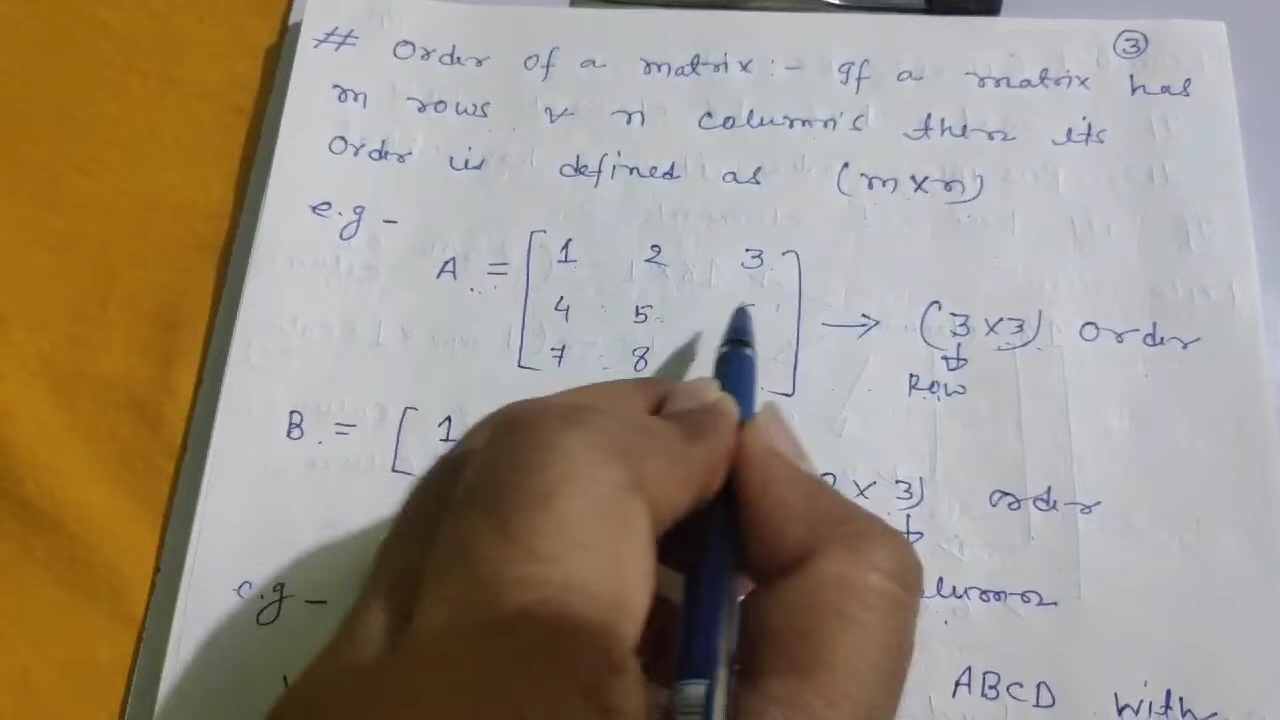 3
# Order of a matrix :- If a matrix has
m rows & n column's then its
Order is defined as (m x n)
e.g -
A = [ 1 2 3 ]
4 5
7 8
→ (3 x 3) Order
Row
B = [ 1
x 3) order
e.g -
ABCD with